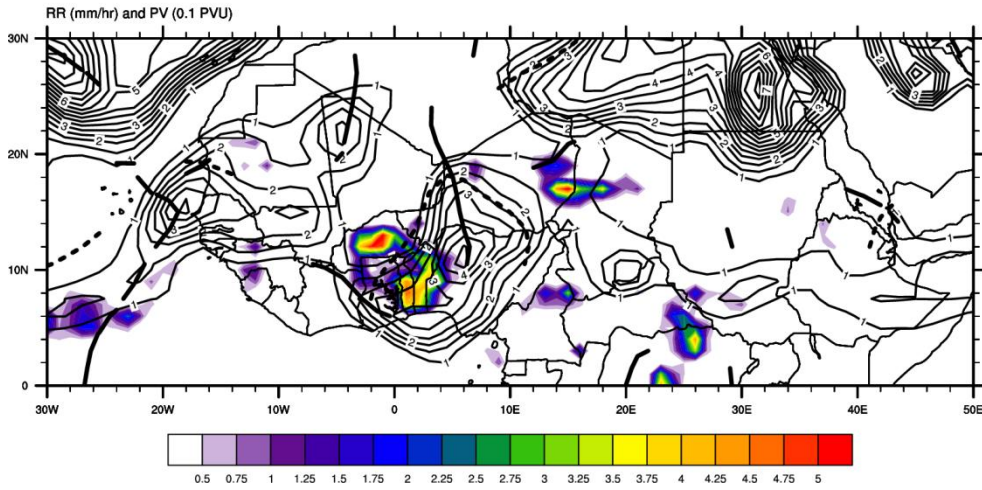 RR (mm/hr) and PV (0.1 PVU)
30N
20N
10N
0
30W 20W 10W 0 10E 20E 30E 40E 50E
0.5 0.75 1 1.25 1.5 1.75 2 2.25 2.5 2.75 3 3.25 3.5 3.75 4 4.25 4.5 4.75 5